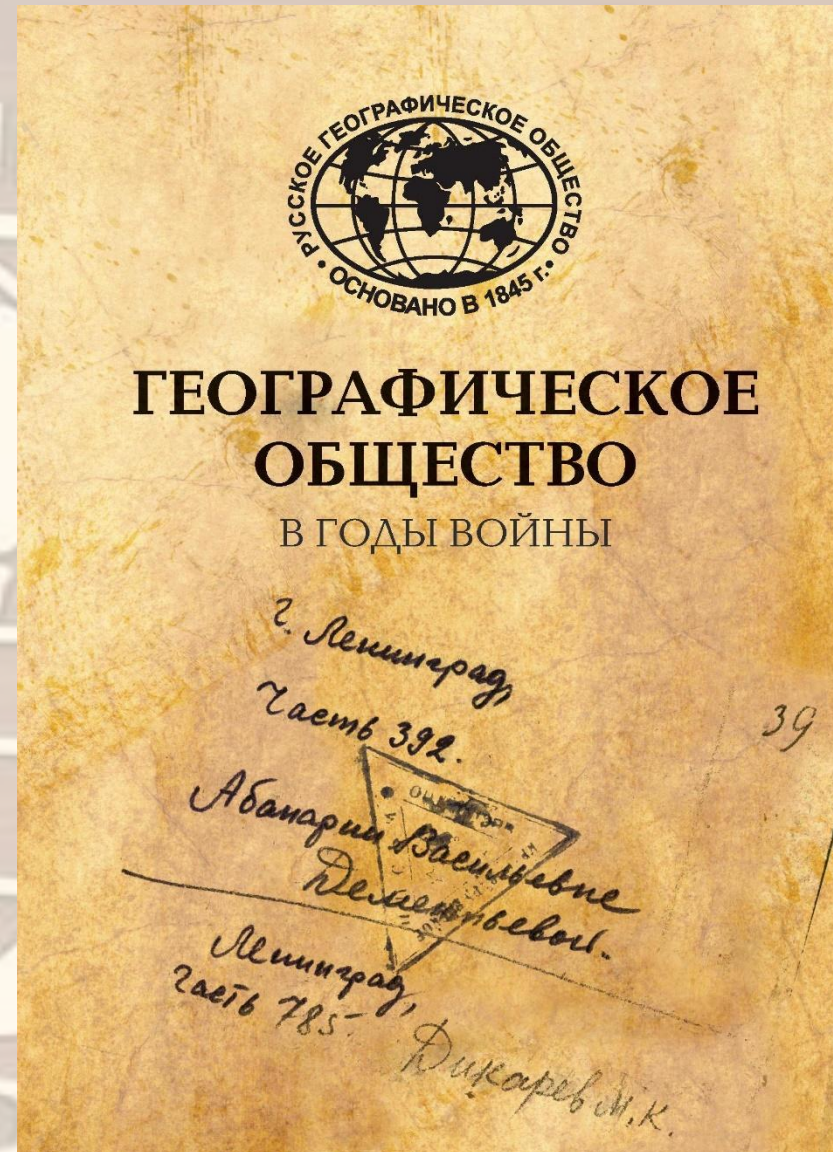 РУССКОЕ ГЕОГРАФИЧЕСКОЕ ОБЩЕСТВО
• ОСНОВАНО В 1845 г. •
ГЕОГРАФИЧЕСКОЕ
ОБЩЕСТВО
В ГОДЫ ВОЙНЫ
г. Ленинград,
Часть 392.
39
Абанарии Васильевне
Дементьевой.
Ленинград,
Часть 785.
Дикарев М.К.